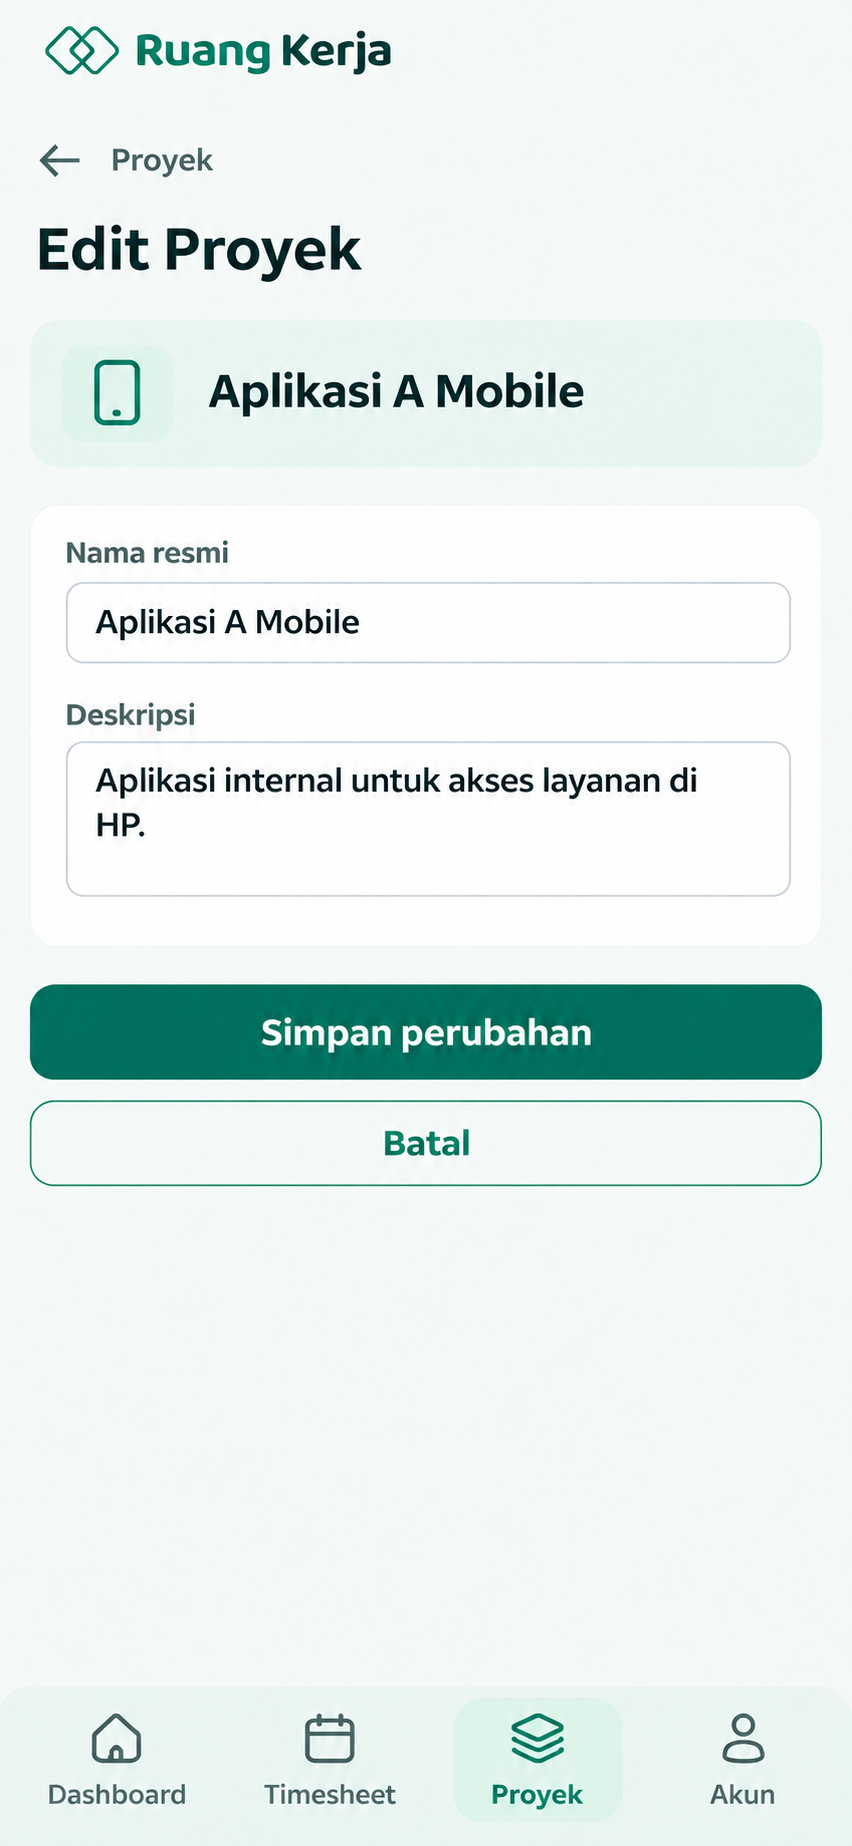 Ruang Kerja
Proyek
Edit Proyek
Aplikasi A Mobile
Nama resmi
Aplikasi A Mobile
Deskripsi
Aplikasi internal untuk akses layanan di
HP.
Simpan perubahan
Batal
Dashboard
Timesheet
Proyek
Akun